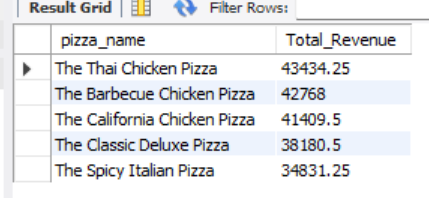 Result Grid Filter Rows:
pizza_name Total_Revenue
The Thai Chicken Pizza 43434.25
The Barbecue Chicken Pizza 42768
The California Chicken Pizza 41409.5
The Classic Deluxe Pizza 38180.5
The Spicy Italian Pizza 34831.25